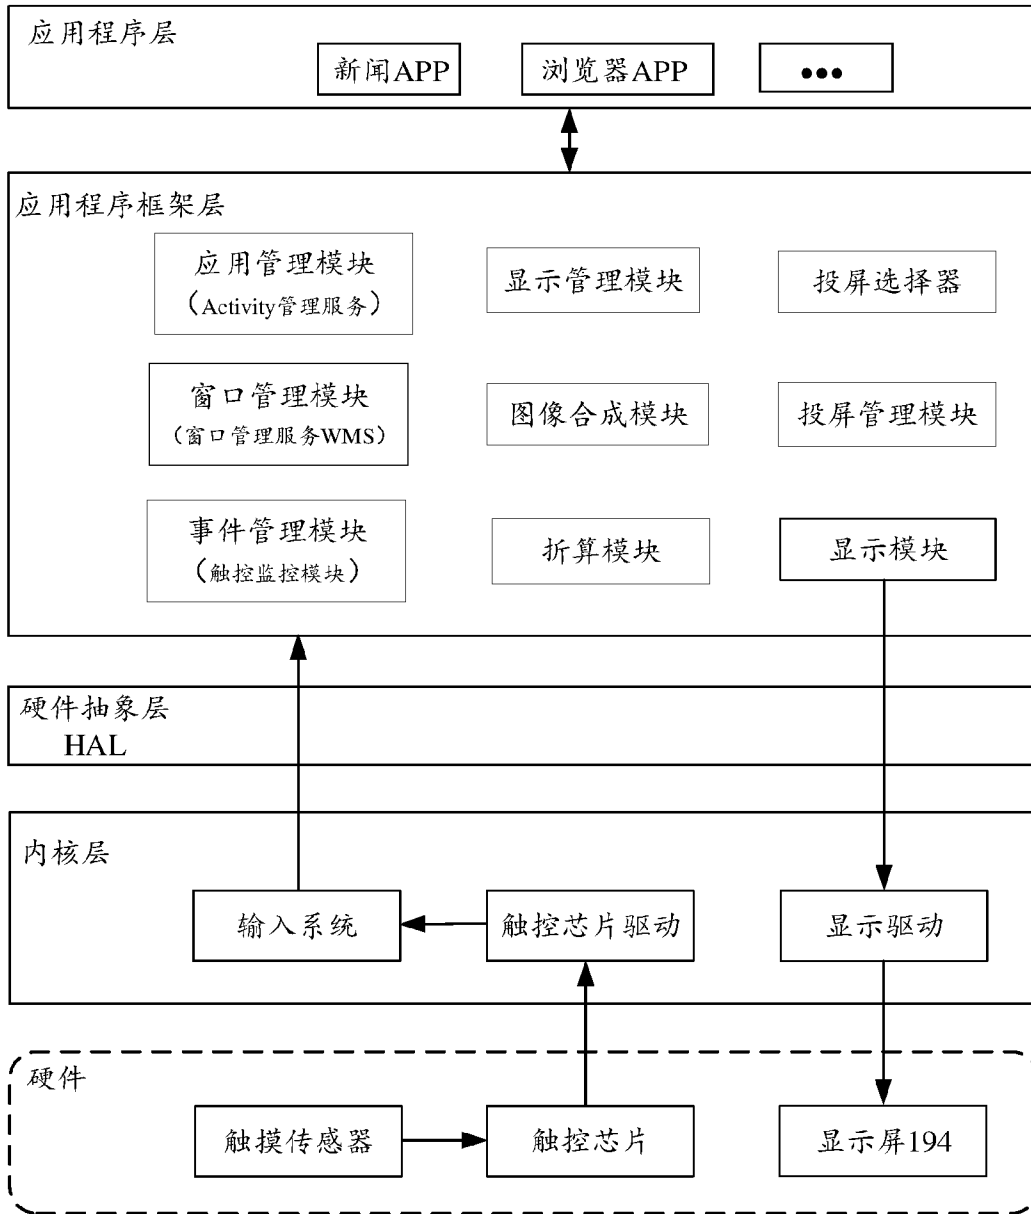 应用程序层
新闻APP
浏览器APP
•••
应用程序框架层
应用管理模块
（Activity管理服务）
显示管理模块
投屏选择器
窗口管理模块
（窗口管理服务WMS）
图像合成模块
投屏管理模块
事件管理模块
（触控监控模块）
折算模块
显示模块
硬件抽象层
HAL
内核层
输入系统
触控芯片驱动
显示驱动
硬件
触摸传感器
触控芯片
显示屏194